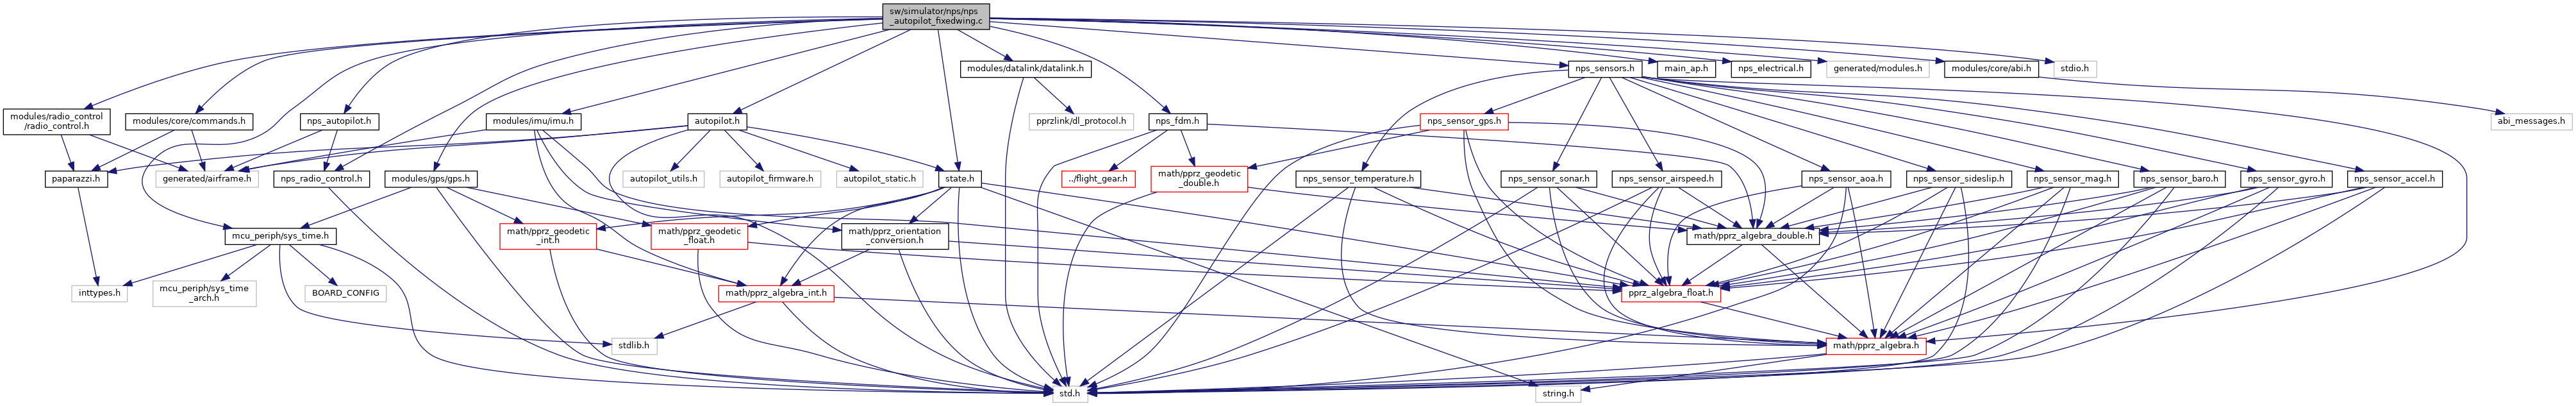 sw/simulator/nps/nps
_autopilot_fixedwing.c
modules/datalink/datalink.h
nps_sensors.h
main_ap.h
nps_electrical.h
generated/modules.h
modules/core/abi.h
stdio.h
modules/radio_control
/radio_control.h
modules/core/commands.h
nps_autopilot.h
modules/imu/imu.h
autopilot.h
pprzlink/dl_protocol.h
nps_fdm.h
nps_sensor_gps.h
abi_messages.h
paparazzi.h
generated/airframe.h
nps_radio_control.h
modules/gps/gps.h
autopilot_utils.h
autopilot_firmware.h
autopilot_static.h
state.h
../flight_gear.h
math/pprz_geodetic
_double.h
nps_sensor_temperature.h
nps_sensor_sonar.h
nps_sensor_airspeed.h
nps_sensor_aoa.h
nps_sensor_sideslip.h
nps_sensor_mag.h
nps_sensor_baro.h
nps_sensor_gyro.h
nps_sensor_accel.h
mcu_periph/sys_time.h
math/pprz_geodetic
_int.h
math/pprz_geodetic
_float.h
math/pprz_orientation
_conversion.h
math/pprz_algebra_double.h
inttypes.h
mcu_periph/sys_time
_arch.h
BOARD_CONFIG
math/pprz_algebra_int.h
pprz_algebra_float.h
stdlib.h
math/pprz_algebra.h
std.h
string.h